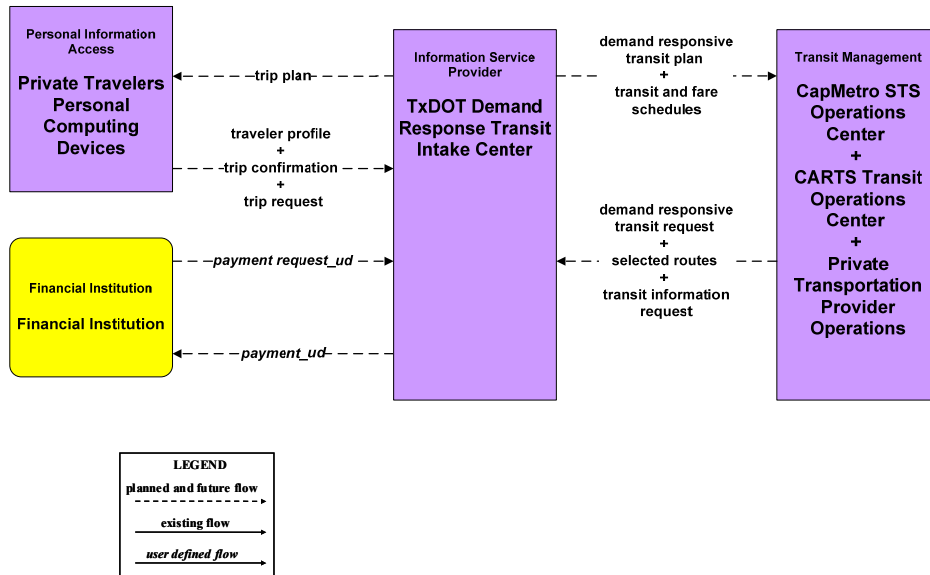 Personal Information
Access
Private Travelers
Personal
Computing
Devices
trip plan
traveler profile
+
trip confirmation
+
trip request
Financial Institution
Financial Institution
payment request_ud
payment_ud
Information Service
Provider
TxDOT Demand
Response Transit
Intake Center
demand responsive
transit plan
+
transit and fare
schedules
demand responsive
transit request
+
selected routes
+
transit information
request
Transit Management
CapMetro STS
Operations
Center
+
CARTS Transit
Operations
Center
+
Private
Transportation
Provider
Operations
LEGEND
planned and future flow
existing flow
user defined flow